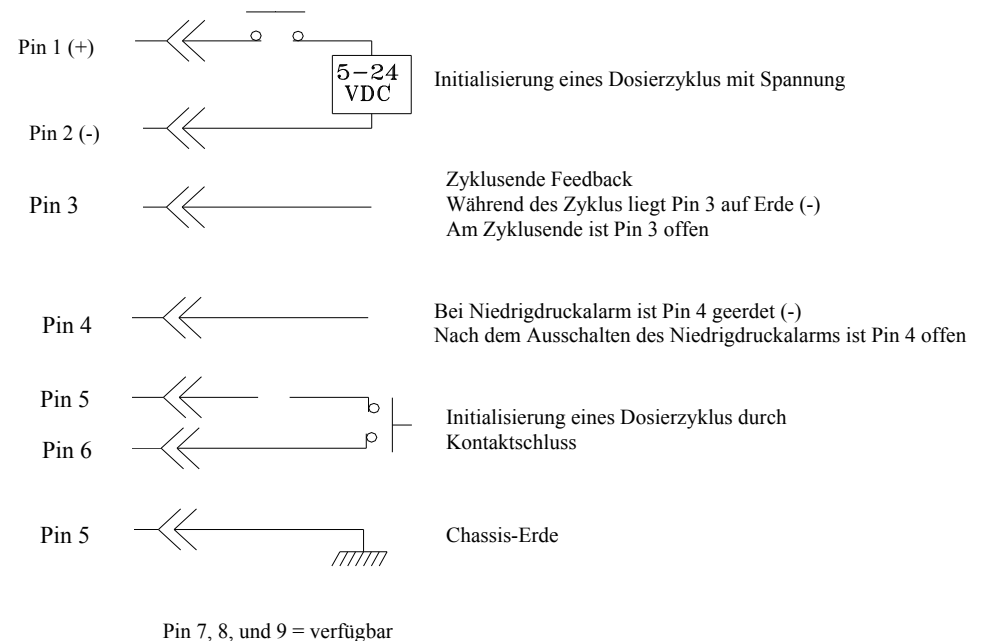 Pin 1 (+)
5-24
VDC
Initialisierung eines Dosierzyklus mit Spannung
Pin 2 (-)
Pin 3
Zyklusende Feedback
Während des Zyklus liegt Pin 3 auf Erde (-)
Am Zyklusende ist Pin 3 offen
Pin 4
Bei Niedrigdruckalarm ist Pin 4 geerdet (-)
Nach dem Ausschalten des Niedrigdruckalarms ist Pin 4 offen
Pin 5
Pin 6
Initialisierung eines Dosierzyklus durch
Kontaktschluss
Pin 5
Chassis-Erde
Pin 7, 8, und 9 = verfügbar